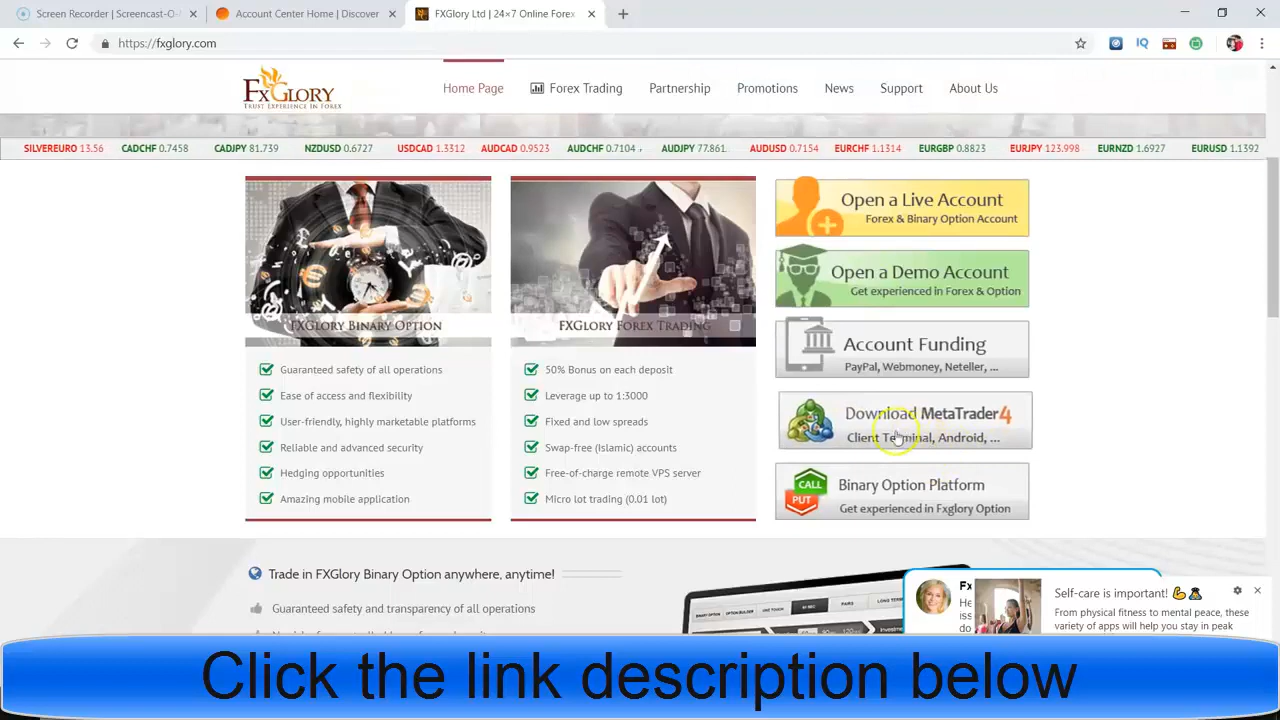 Screen Recorder | Screencast-O-M
Account Center Home | Discover
FXGlory Ltd | 24×7 Online Forex
https://fxglory.com
FXGLORY
TRUST EXPERIENCE IN FOREX
Home Page
Forex Trading
Partnership
Promotions
News
Support
About Us
SILVEREURO 13.56 CADCHF 0.7458 CADJPY 81.739 NZDUSD 0.6727 USDCAD 1.3312 AUDCAD 0.9523 AUDCHF 0.7104 AUDJPY 77.861 AUDUSD 0.7154 EURCHF 1.1314 EURGBP 0.8823 EURJPY 123.998 EURNZD 1.6927 EURUSD 1.1392
FXGLORY BINARY OPTION
Guaranteed safety of all operations
Ease of access and flexibility
User-friendly, highly marketable platforms
Reliable and advanced security
Hedging opportunities
Amazing mobile application
FXGLORY FOREX TRADING
50% Bonus on each deposit
Leverage up to 1:3000
Fixed and low spreads
Swap-free (Islamic) accounts
Free-of-charge remote VPS server
Micro lot trading (0.01 lot)
Open a Live Account
Forex & Binary Option Account
Open a Demo Account
Get experienced in Forex & Option
Account Funding
PayPal, Webmoney, Neteller, ...
Download MetaTrader4
Client Terminal, Android, ...
CALL
PUT
Binary Option Platform
Get experienced in Fxglory Option
Trade in FXGlory Binary Option anywhere, anytime!
Guaranteed safety and transparency of all operations
Self-care is important!
From physical fitness to mental peace, these
variety of apps will help you stay in peak
Click the link description below